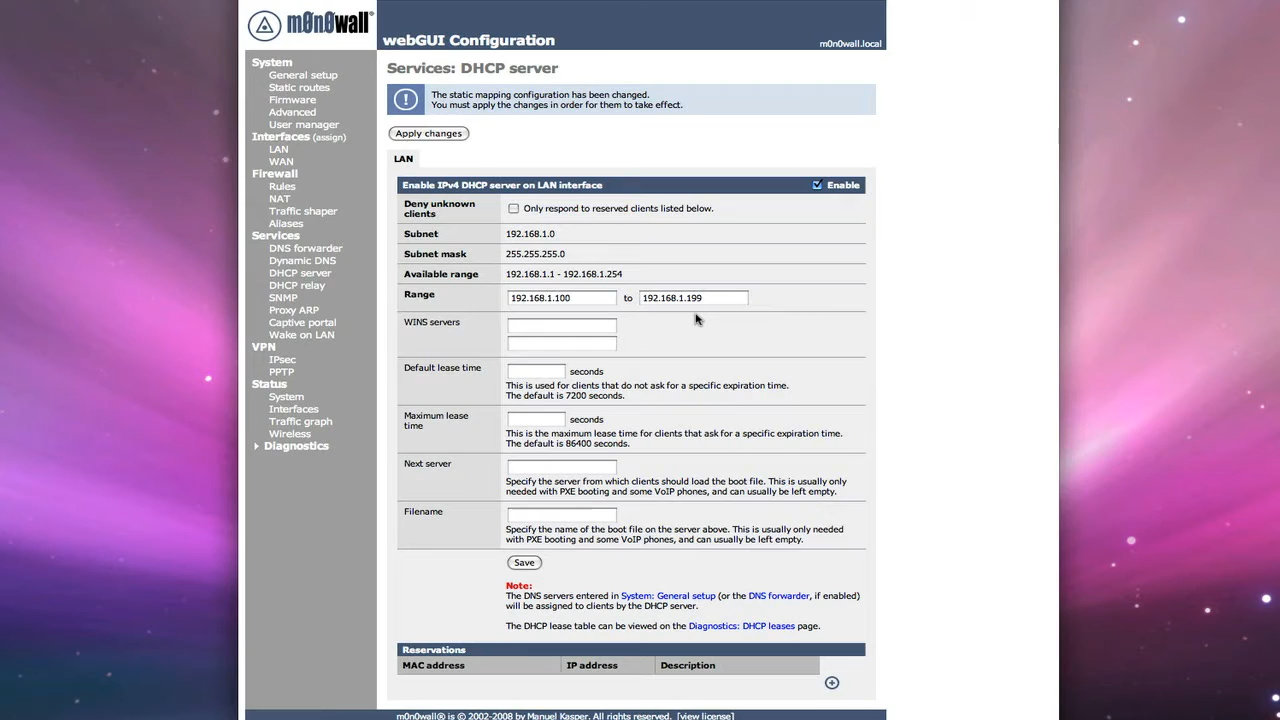 m0n0wall®
webGUI Configuration
m0n0wall.local
System
General setup
Static routes
Firmware
Advanced
User manager
Interfaces (assign)
LAN
WAN
Firewall
Rules
NAT
Traffic shaper
Aliases
Services
DNS forwarder
Dynamic DNS
DHCP server
DHCP relay
SNMP
Proxy ARP
Captive portal
Wake on LAN
VPN
IPsec
PPTP
Status
System
Interfaces
Traffic graph
Wireless
Diagnostics
Services: DHCP server
The static mapping configuration has been changed.
You must apply the changes in order for them to take effect.
Apply changes
LAN
Enable IPv4 DHCP server on LAN interface Enable
Deny unknown
clients
Only respond to reserved clients listed below.
Subnet 192.168.1.0
Subnet mask 255.255.255.0
Available range 192.168.1.1 - 192.168.1.254
Range 192.168.1.100 to 192.168.1.199
WINS servers
Default lease time seconds
This is used for clients that do not ask for a specific expiration time.
The default is 7200 seconds.
Maximum lease
time
seconds
This is the maximum lease time for clients that ask for a specific expiration time.
The default is 86400 seconds.
Next server
Specify the server from which clients should load the boot file. This is usually only
needed with PXE booting and some VoIP phones, and can usually be left empty.
Filename
Specify the name of the boot file on the server above. This is usually only needed
with PXE booting and some VoIP phones, and can usually be left empty.
Save
Note:
The DNS servers entered in System: General setup (or the DNS forwarder, if enabled)
will be assigned to clients by the DHCP server.
The DHCP lease table can be viewed on the Diagnostics: DHCP leases page.
Reservations
MAC address IP address Description
m0n0wall® is © 2002-2008 by Manuel Kasper. All rights reserved. [view license]